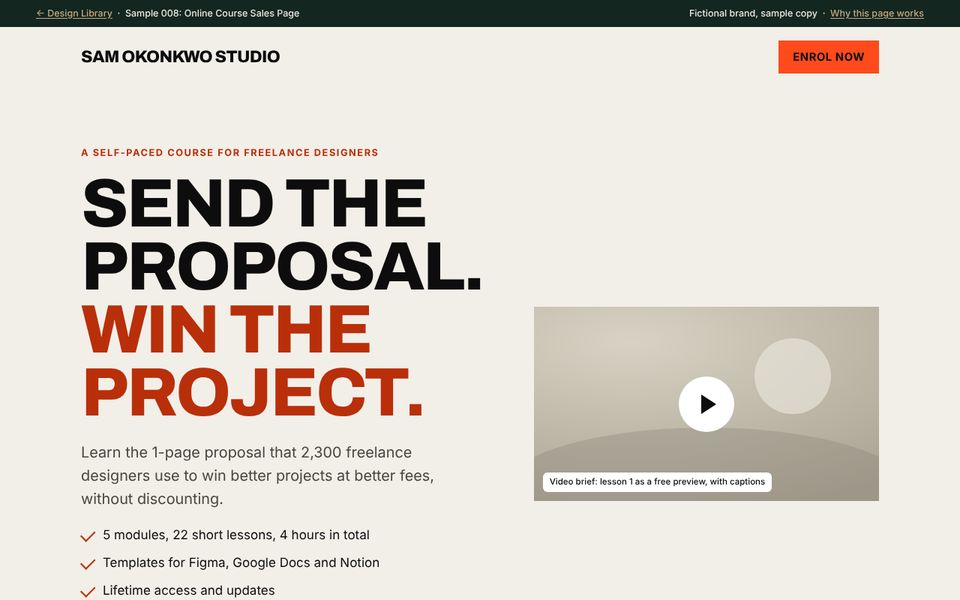 ← Design Library · Sample 008: Online Course Sales Page
Fictional brand, sample copy · Why this page works
SAM OKONKWO STUDIO
ENROL NOW
A SELF-PACED COURSE FOR FREELANCE DESIGNERS
SEND THE
PROPOSAL.
WIN THE
PROJECT.
Learn the 1-page proposal that 2,300 freelance
designers use to win better projects at better fees,
without discounting.
5 modules, 22 short lessons, 4 hours in total
Templates for Figma, Google Docs and Notion
Lifetime access and updates
Video brief: lesson 1 as a free preview, with captions